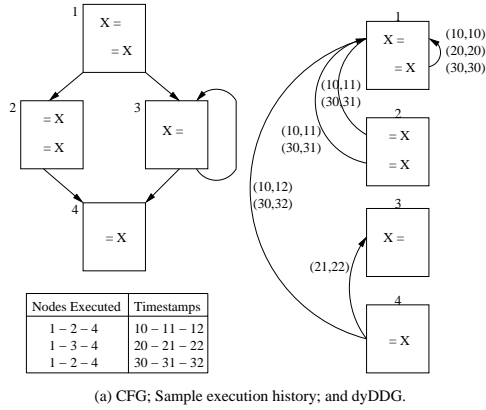 1
X =
= X
2
= X
= X
3
X =
4
= X
Nodes Executed Timestamps
1 – 2 – 4 10 – 11 – 12
1 – 3 – 4 20 – 21 – 22
1 – 2 – 4 30 – 31 – 32
1
X =
= X
(10,10)
(20,20)
(30,30)
(10,11)
(30,31)
2
= X
= X
(10,11)
(30,31)
(10,12)
(30,32)
3
X =
(21,22)
4
= X
(a) CFG; Sample execution history; and dyDDG.